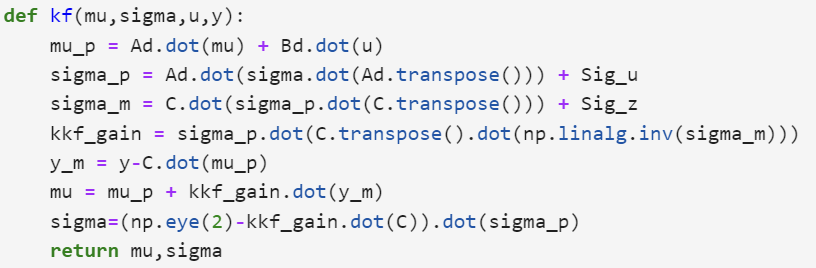 def kf(mu,sigma,u,y):
    mu_p = Ad.dot(mu) + Bd.dot(u)
    sigma_p = Ad.dot(sigma.dot(Ad.transpose())) + Sig_u
    sigma_m = C.dot(sigma_p.dot(C.transpose())) + Sig_z
    kkf_gain = sigma_p.dot(C.transpose().dot(np.linalg.inv(sigma_m)))
    y_m = y-C.dot(mu_p)
    mu = mu_p + kkf_gain.dot(y_m)
    sigma=(np.eye(2)-kkf_gain.dot(C)).dot(sigma_p)
    return mu,sigma